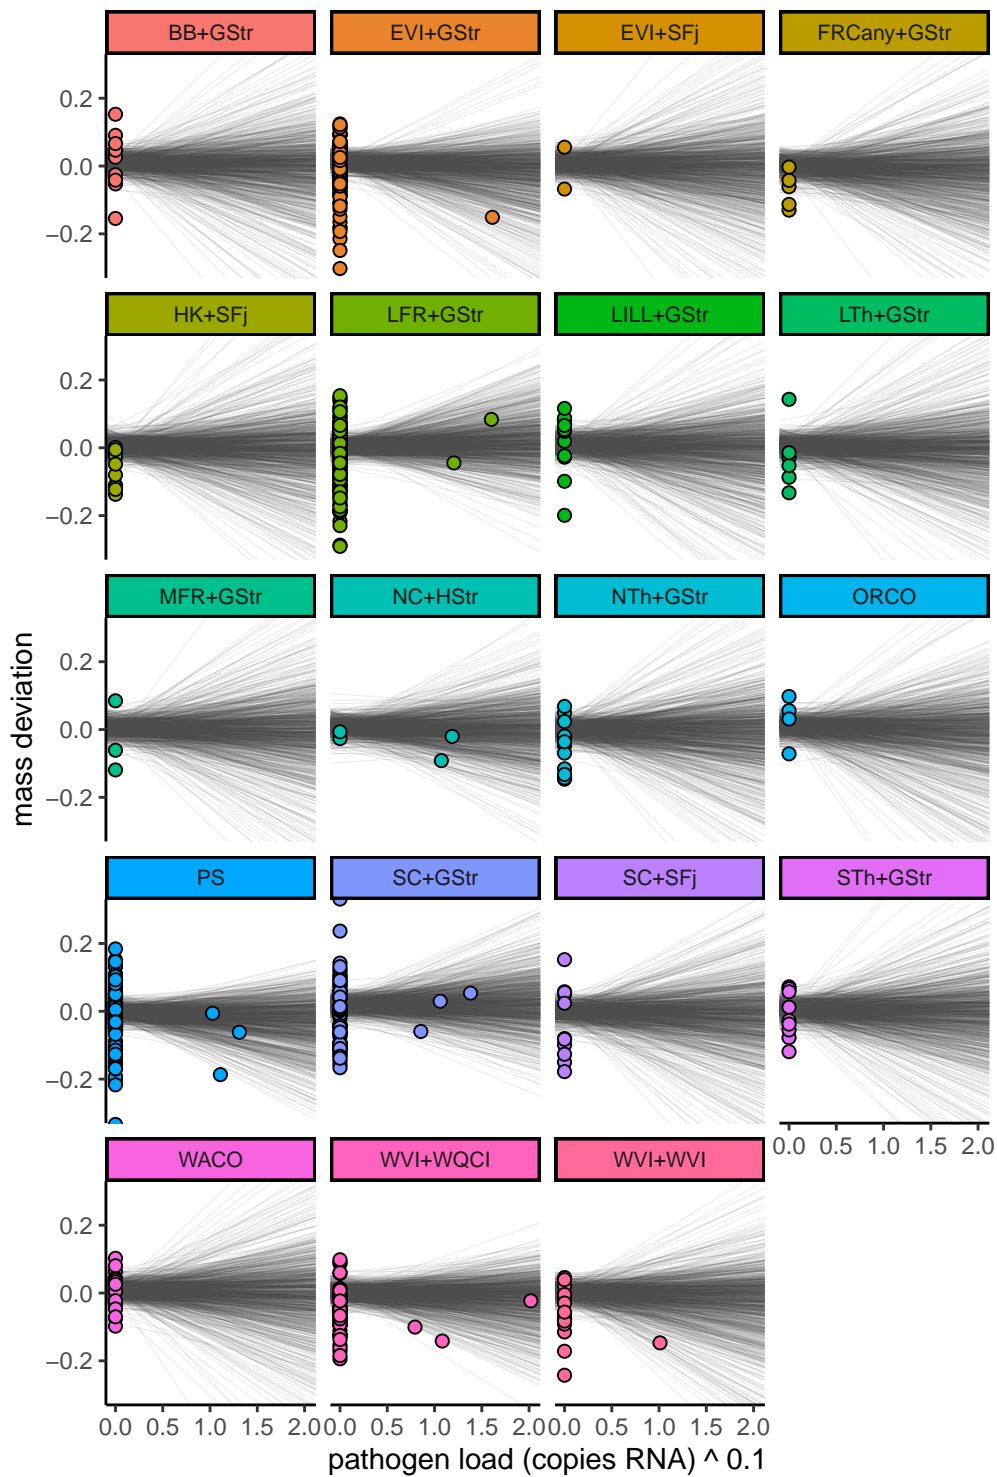 BB+GStr EVI+GStr EVI+SFj FRCany+GStr
0.2
0.0
−0.2
HK+SFj LFR+GStr LILL+GStr LTh+GStr
0.2
0.0
−0.2
MFR+GStr NC+HStr NTh+GStr ORCO
0.2
0.0
−0.2
mass deviation
PS SC+GStr SC+SFj STh+GStr
0.2
0.0
−0.2
0.0 0.5 1.0 1.5 2.0
WACO WVI+WQCI WVI+WVI
0.2
0.0
−0.2
0.0 0.5 1.0 1.5 2.0 0.0 0.5 1.0 1.5 2.0 0.0 0.5 1.0 1.5 2.0
pathogen load (copies RNA) ^ 0.1